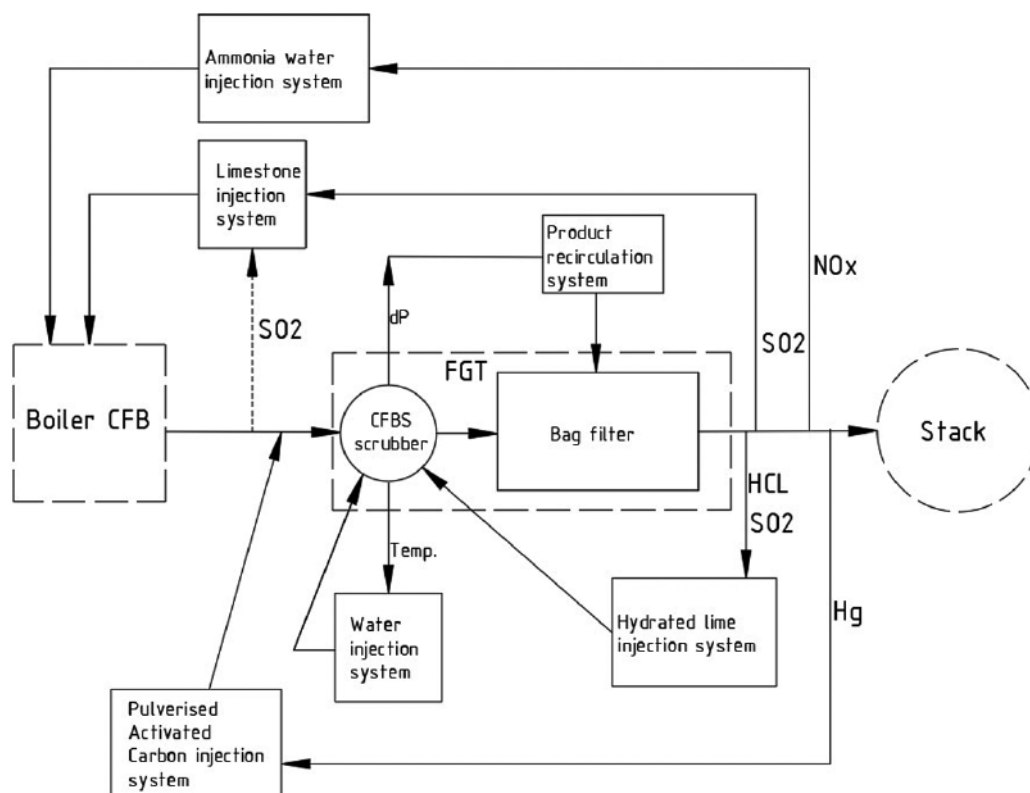 Ammonia water
injection system
Limestone
injection
system
Product
recirculation
system
NOx
SO2
dP
SO2
FGT
Boiler CFB
CFBS
scrubber
Bag filter
Stack
HCL
SO2
Temp.
Water
injection
system
Hydrated lime
injection system
Hg
Pulverised
Activated
Carbon injection
system